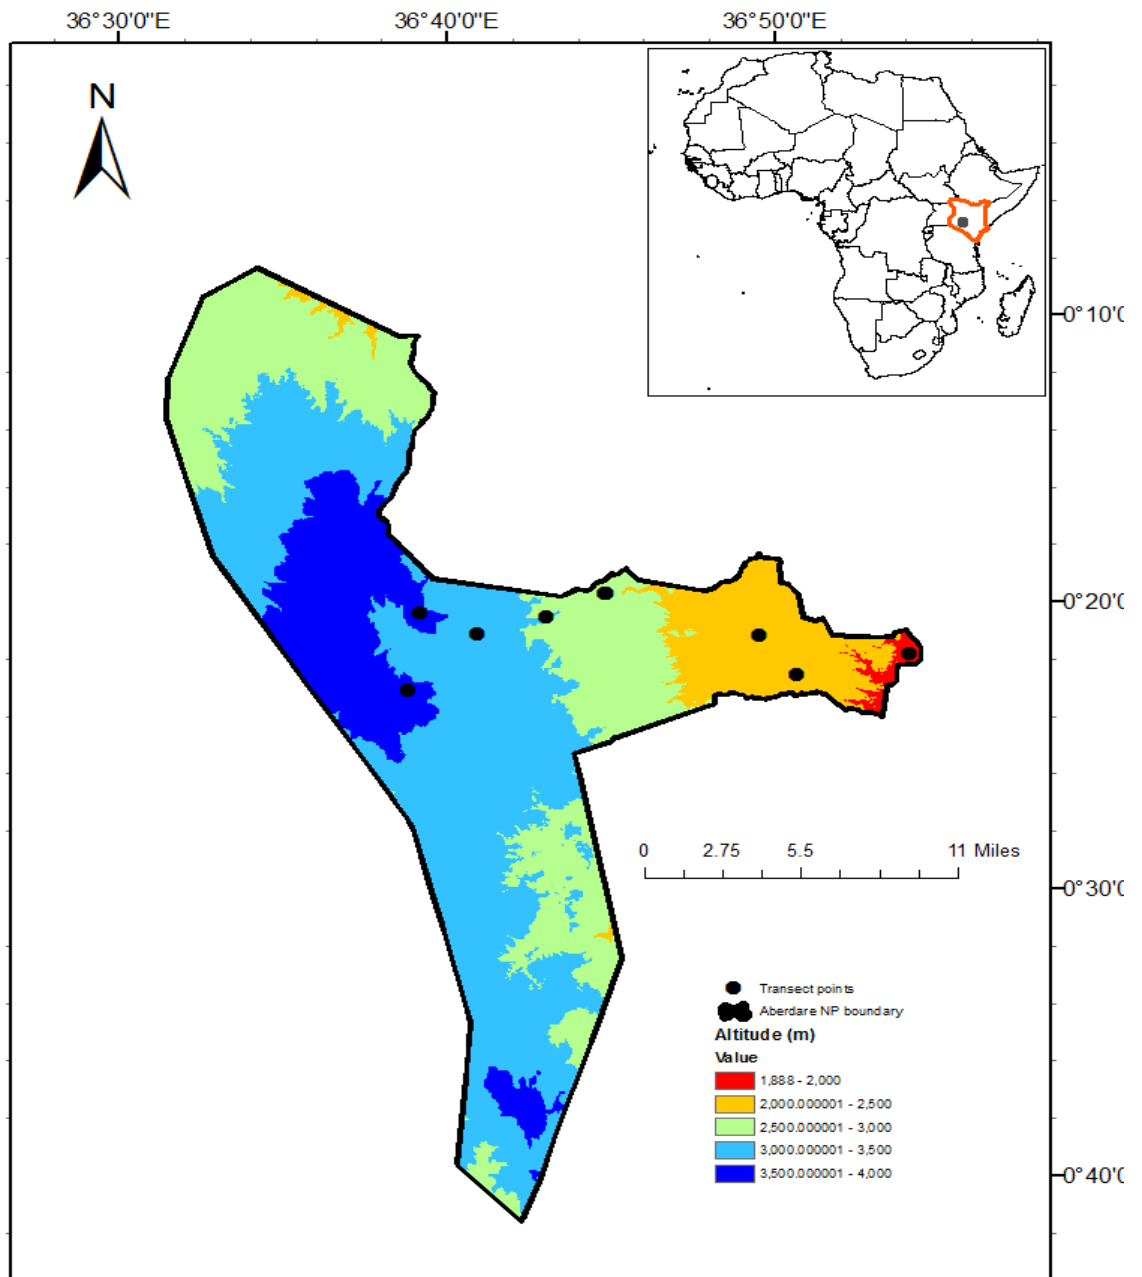 36°30'0"E 36°40'0"E 36°50'0"E
N
0°10'0
0°20'0
0 2.75 5.5 11 Miles
0°30'0
Transect points
Aberdare NP boundary
Altitude (m)
Value
1,888 - 2,000
2,000.000001 - 2,500
2,500.000001 - 3,000
3,000.000001 - 3,500
3,500.000001 - 4,000
0°40'0